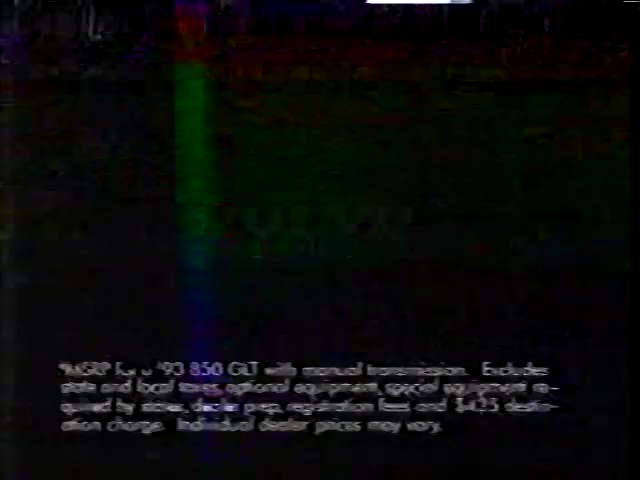 *MSRP for a '93 850 GLT with manual transmission. Excludes
state and local taxes, optional equipment, special equipment re-
quired by states, dealer prep, registration fees and $425 destin-
ation charge. Individual dealer prices may vary.